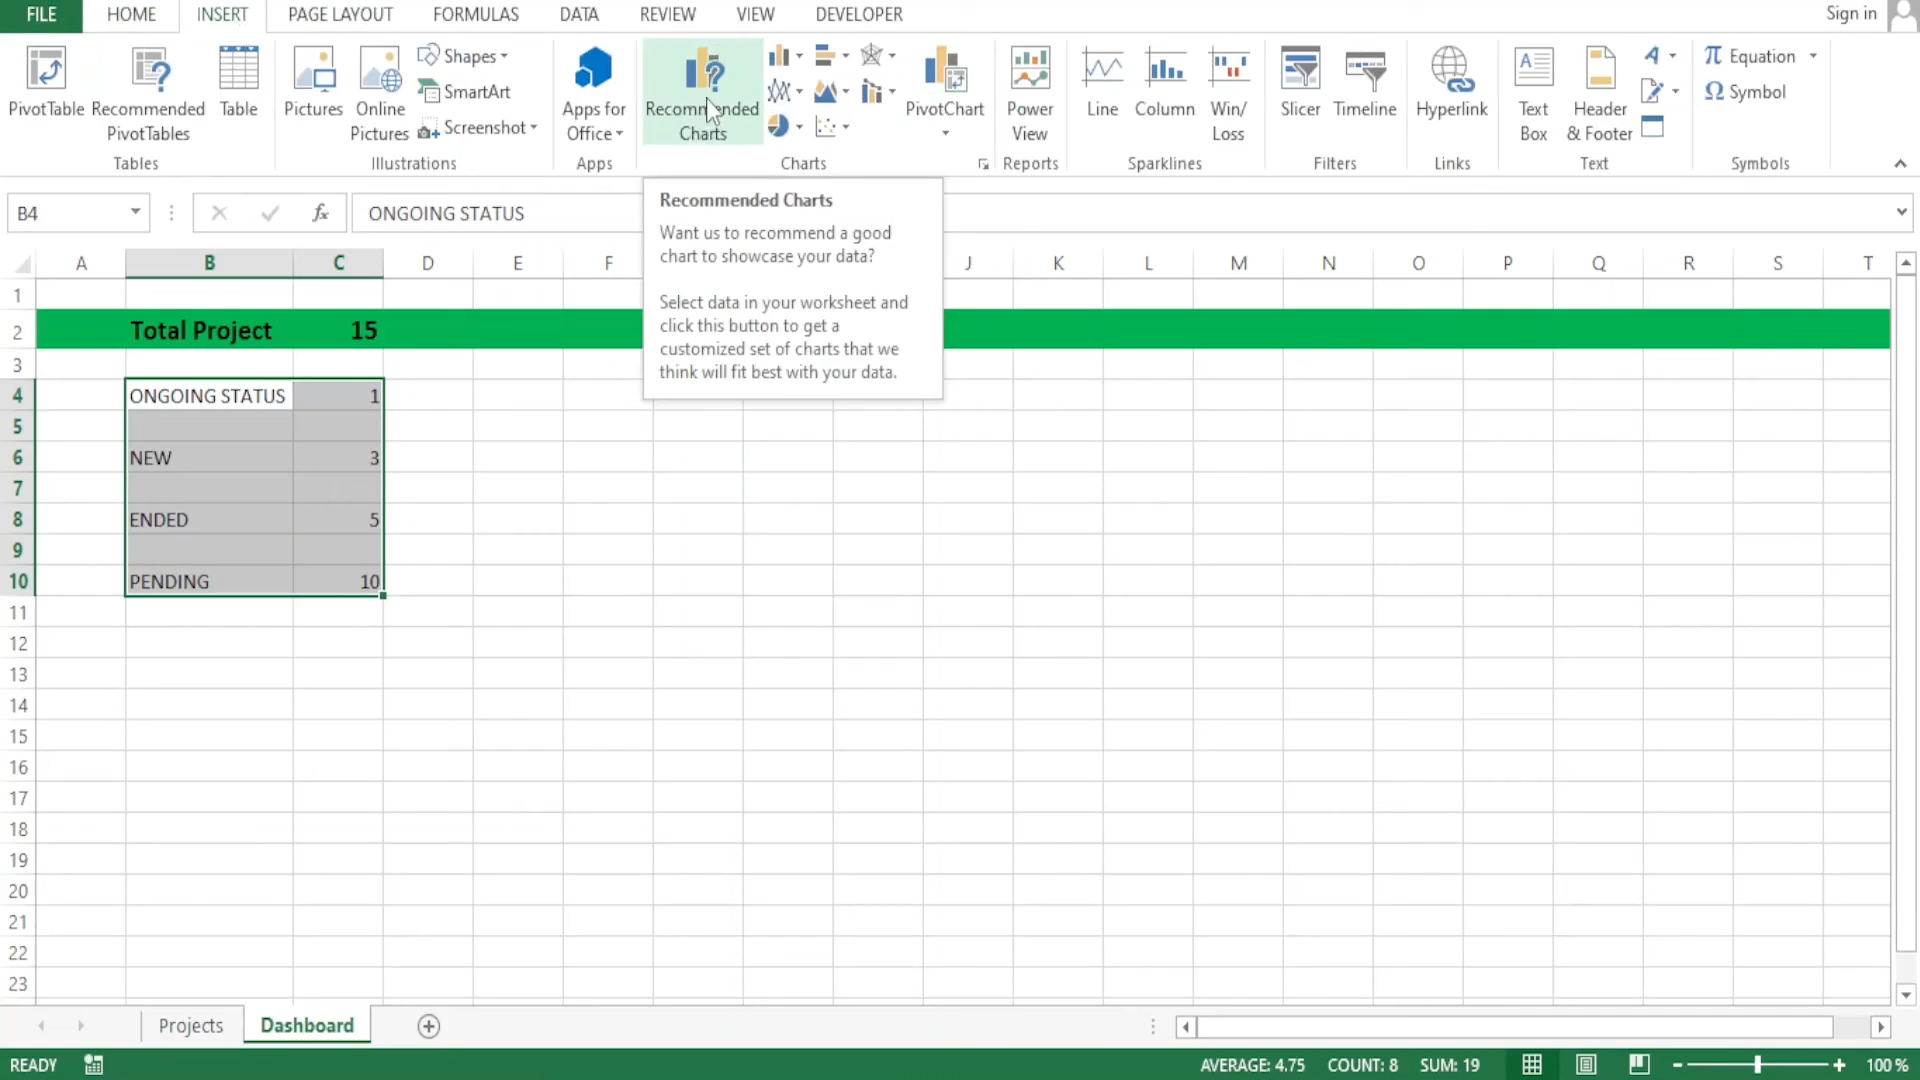 FILE HOME INSERT PAGE LAYOUT FORMULAS DATA REVIEW VIEW DEVELOPER Sign in
PivotTable Recommended PivotTables Table
Tables
Pictures Online Pictures Shapes SmartArt Screenshot
Illustrations
Apps for Office
Apps
Recommended Charts PivotChart
Charts
Power View
Reports
Line Column Win/ Loss
Sparklines
Slicer Timeline
Filters
Hyperlink
Links
Text Box Header & Footer
Text
π Equation
Ω Symbol
Symbols
B4 fx ONGOING STATUS
Recommended Charts
Want us to recommend a good
chart to showcase your data?
Select data in your worksheet and
click this button to get a
customized set of charts that we
think will fit best with your data.
A B C D E F J K L M N O P Q R S T
1
2 Total Project 15
3
4 ONGOING STATUS 1
5
6 NEW 3
7
8 ENDED 5
9
10 PENDING 10
11
12
13
14
15
16
17
18
19
20
21
22
23
Projects Dashboard
READY AVERAGE: 4.75 COUNT: 8 SUM: 19 100 %